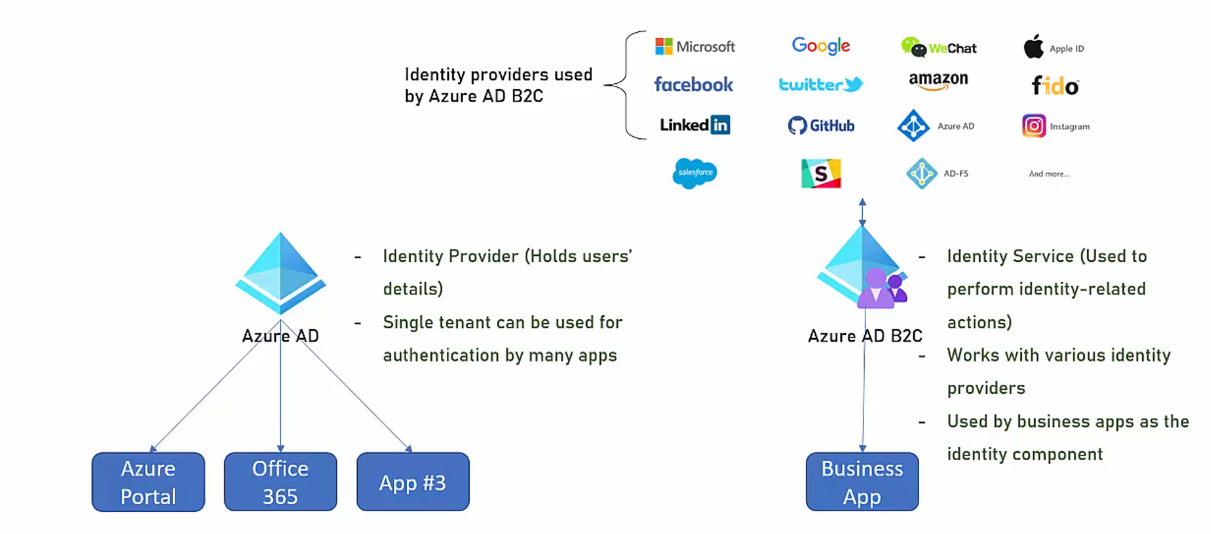 Microsoft
Google
WeChat
Apple ID
Identity providers used
by Azure AD B2C
facebook
twitter
amazon
fido
Linked in
GitHub
Azure AD
Instagram
salesforce
S
AD-FS
And more...
Azure AD
- Identity Provider (Holds users'
details)
- Single tenant can be used for
authentication by many apps
Azure AD B2C
- Identity Service (Used to
perform identity-related
actions)
- Works with various identity
providers
- Used by business apps as the
identity component
Azure
Portal
Office
365
App #3
Business
App